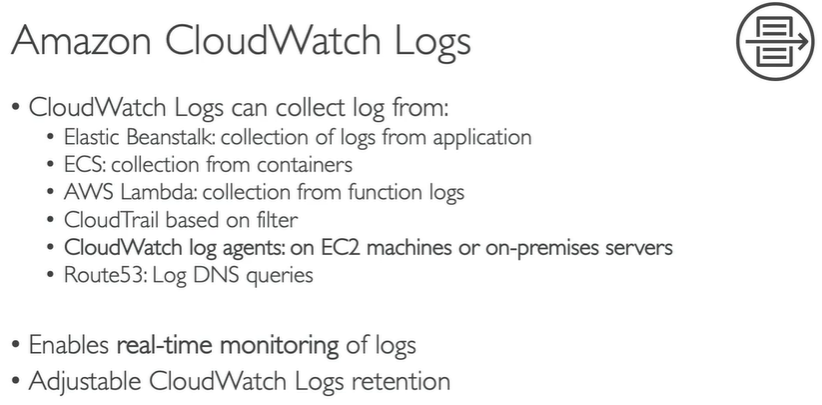 Amazon CloudWatch Logs
• CloudWatch Logs can collect log from:
• Elastic Beanstalk: collection of logs from application
• ECS: collection from containers
• AWS Lambda: collection from function logs
• CloudTrail based on filter
• CloudWatch log agents: on EC2 machines or on-premises servers
• Route53: Log DNS queries
• Enables real-time monitoring of logs
• Adjustable CloudWatch Logs retention